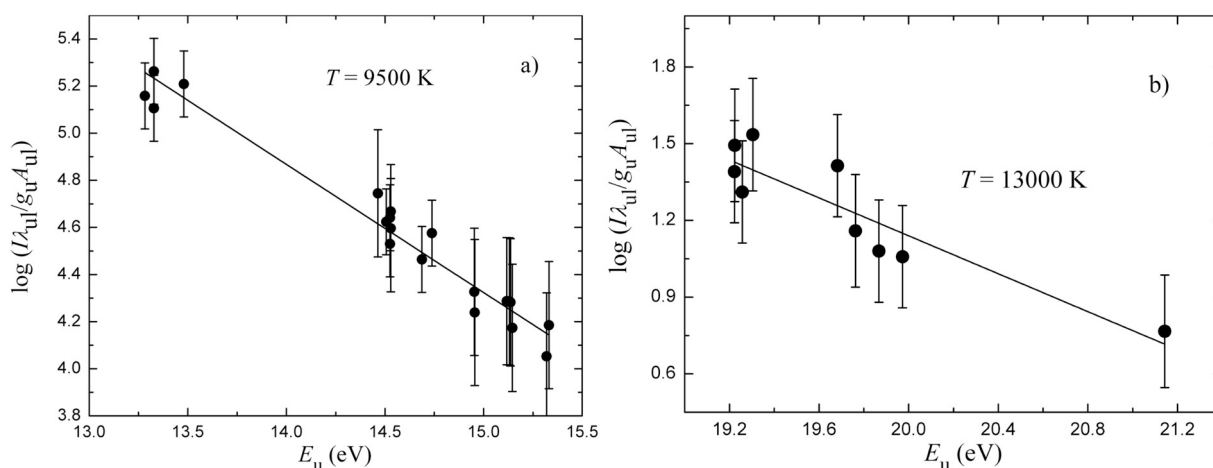 a)
T = 9500 K
5.4
5.2
5.0
4.8
4.6
4.4
4.2
4.0
3.8
log (Iλul/guAul)
13.0 13.5 14.0 14.5 15.0 15.5
Eu (eV)
b)
T = 13000 K
1.8
1.5
1.2
0.9
0.6
log (Iλul/guAul)
19.2 19.6 20.0 20.4 20.8 21.2
Eu (eV)